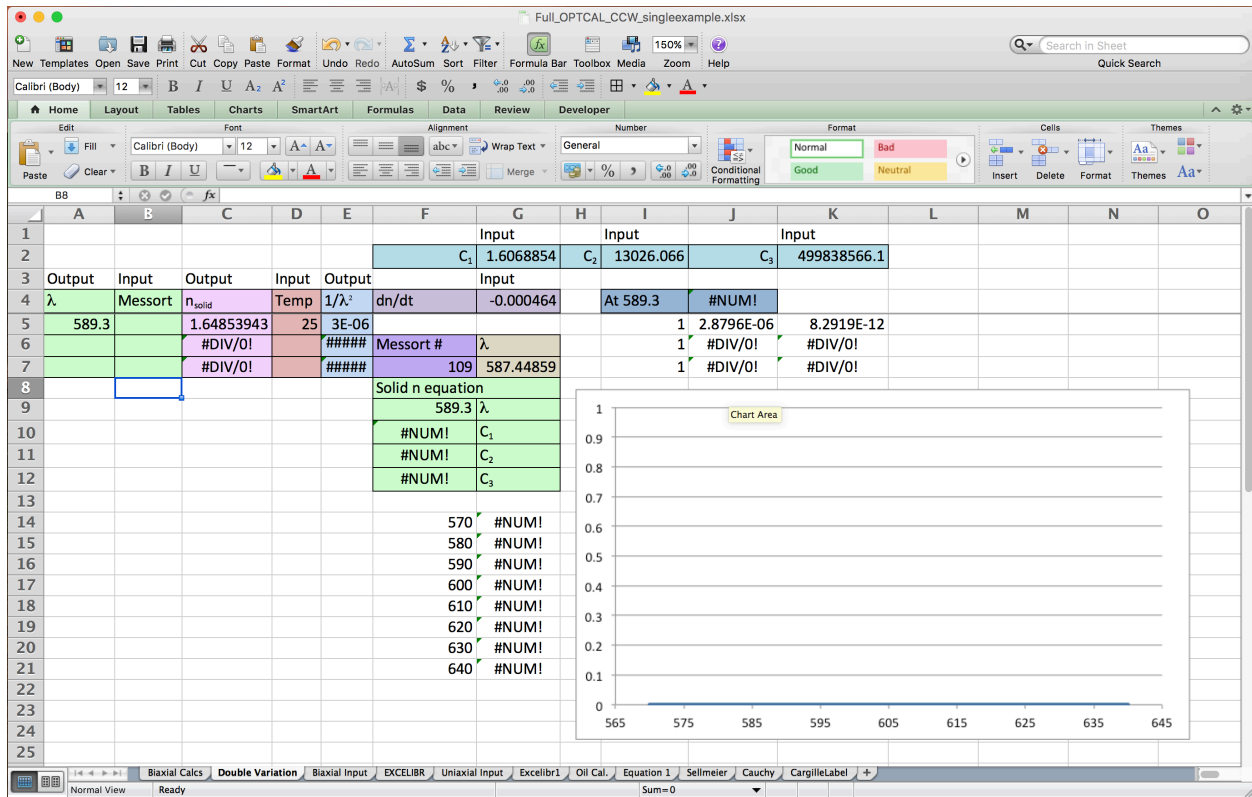 Full_OPTCAL_CCW_singleexample.xlsx
150% Search in Sheet
New Templates Open Save Print Cut Copy Paste Format Undo Redo AutoSum Sort Filter Formula Bar Toolbox Media Zoom Help Quick Search
Calibri (Body) 12 B I U A₂ A² $ %
Home Layout Tables Charts SmartArt Formulas Data Review Developer
Edit Font Alignment Number Format Cells Themes
Fill Calibri (Body) 12 A A abc Wrap Text General Normal Bad
Paste Clear B I U A Merge % Conditional Formatting Good Neutral Insert Delete Format Themes Aa
B8 fx
A B C D E F G H I J K L M N O
1 Input Input Input
2 C₁ 1.6068854 C₂ 13026.066 C₃ 499838566.1
3 Output Input Output Input Output Input
4 λ Messort n_solid Temp 1/λ² dn/dt -0.000464 At 589.3 #NUM!
5 589.3 1.64853943 25 3E-06 1 2.8796E-06 8.2919E-12
6 #DIV/0! ##### Messort # λ 1 #DIV/0! #DIV/0!
7 #DIV/0! ##### 109 587.44859 1 #DIV/0! #DIV/0!
8 Solid n equation
9 589.3 λ
10 #NUM! C₁
11 #NUM! C₂
12 #NUM! C₃
13
14 570 #NUM!
15 580 #NUM!
16 590 #NUM!
17 600 #NUM!
18 610 #NUM!
19 620 #NUM!
20 630 #NUM!
21 640 #NUM!
22
23
24
25
Chart Area
1
0.9
0.8
0.7
0.6
0.5
0.4
0.3
0.2
0.1
0
565 575 585 595 605 615 625 635 645
Biaxial Calcs Double Variation Biaxial Input EXCELIBR Uniaxial Input Excelibr1 Oil Cal. Equation 1 Sellmeier Cauchy CargilleLabel +
Normal View Ready Sum=0